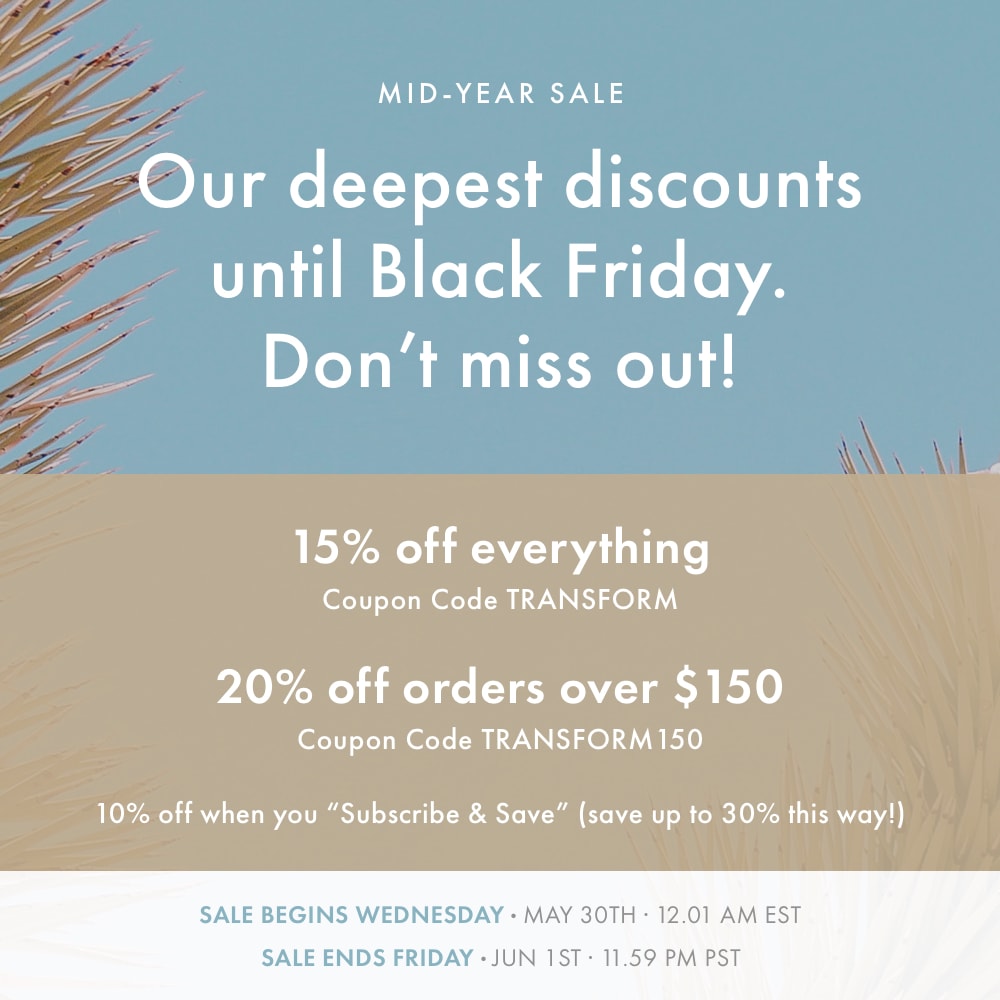 MID-YEAR SALE
Our deepest discounts
until Black Friday.
Don’t miss out!
15% off everything
Coupon Code TRANSFORM
20% off orders over $150
Coupon Code TRANSFORM150
10% off when you “Subscribe & Save” (save up to 30% this way!)
SALE BEGINS WEDNESDAY • MAY 30TH · 12.01 AM EST
SALE ENDS FRIDAY • JUN 1ST · 11.59 PM PST